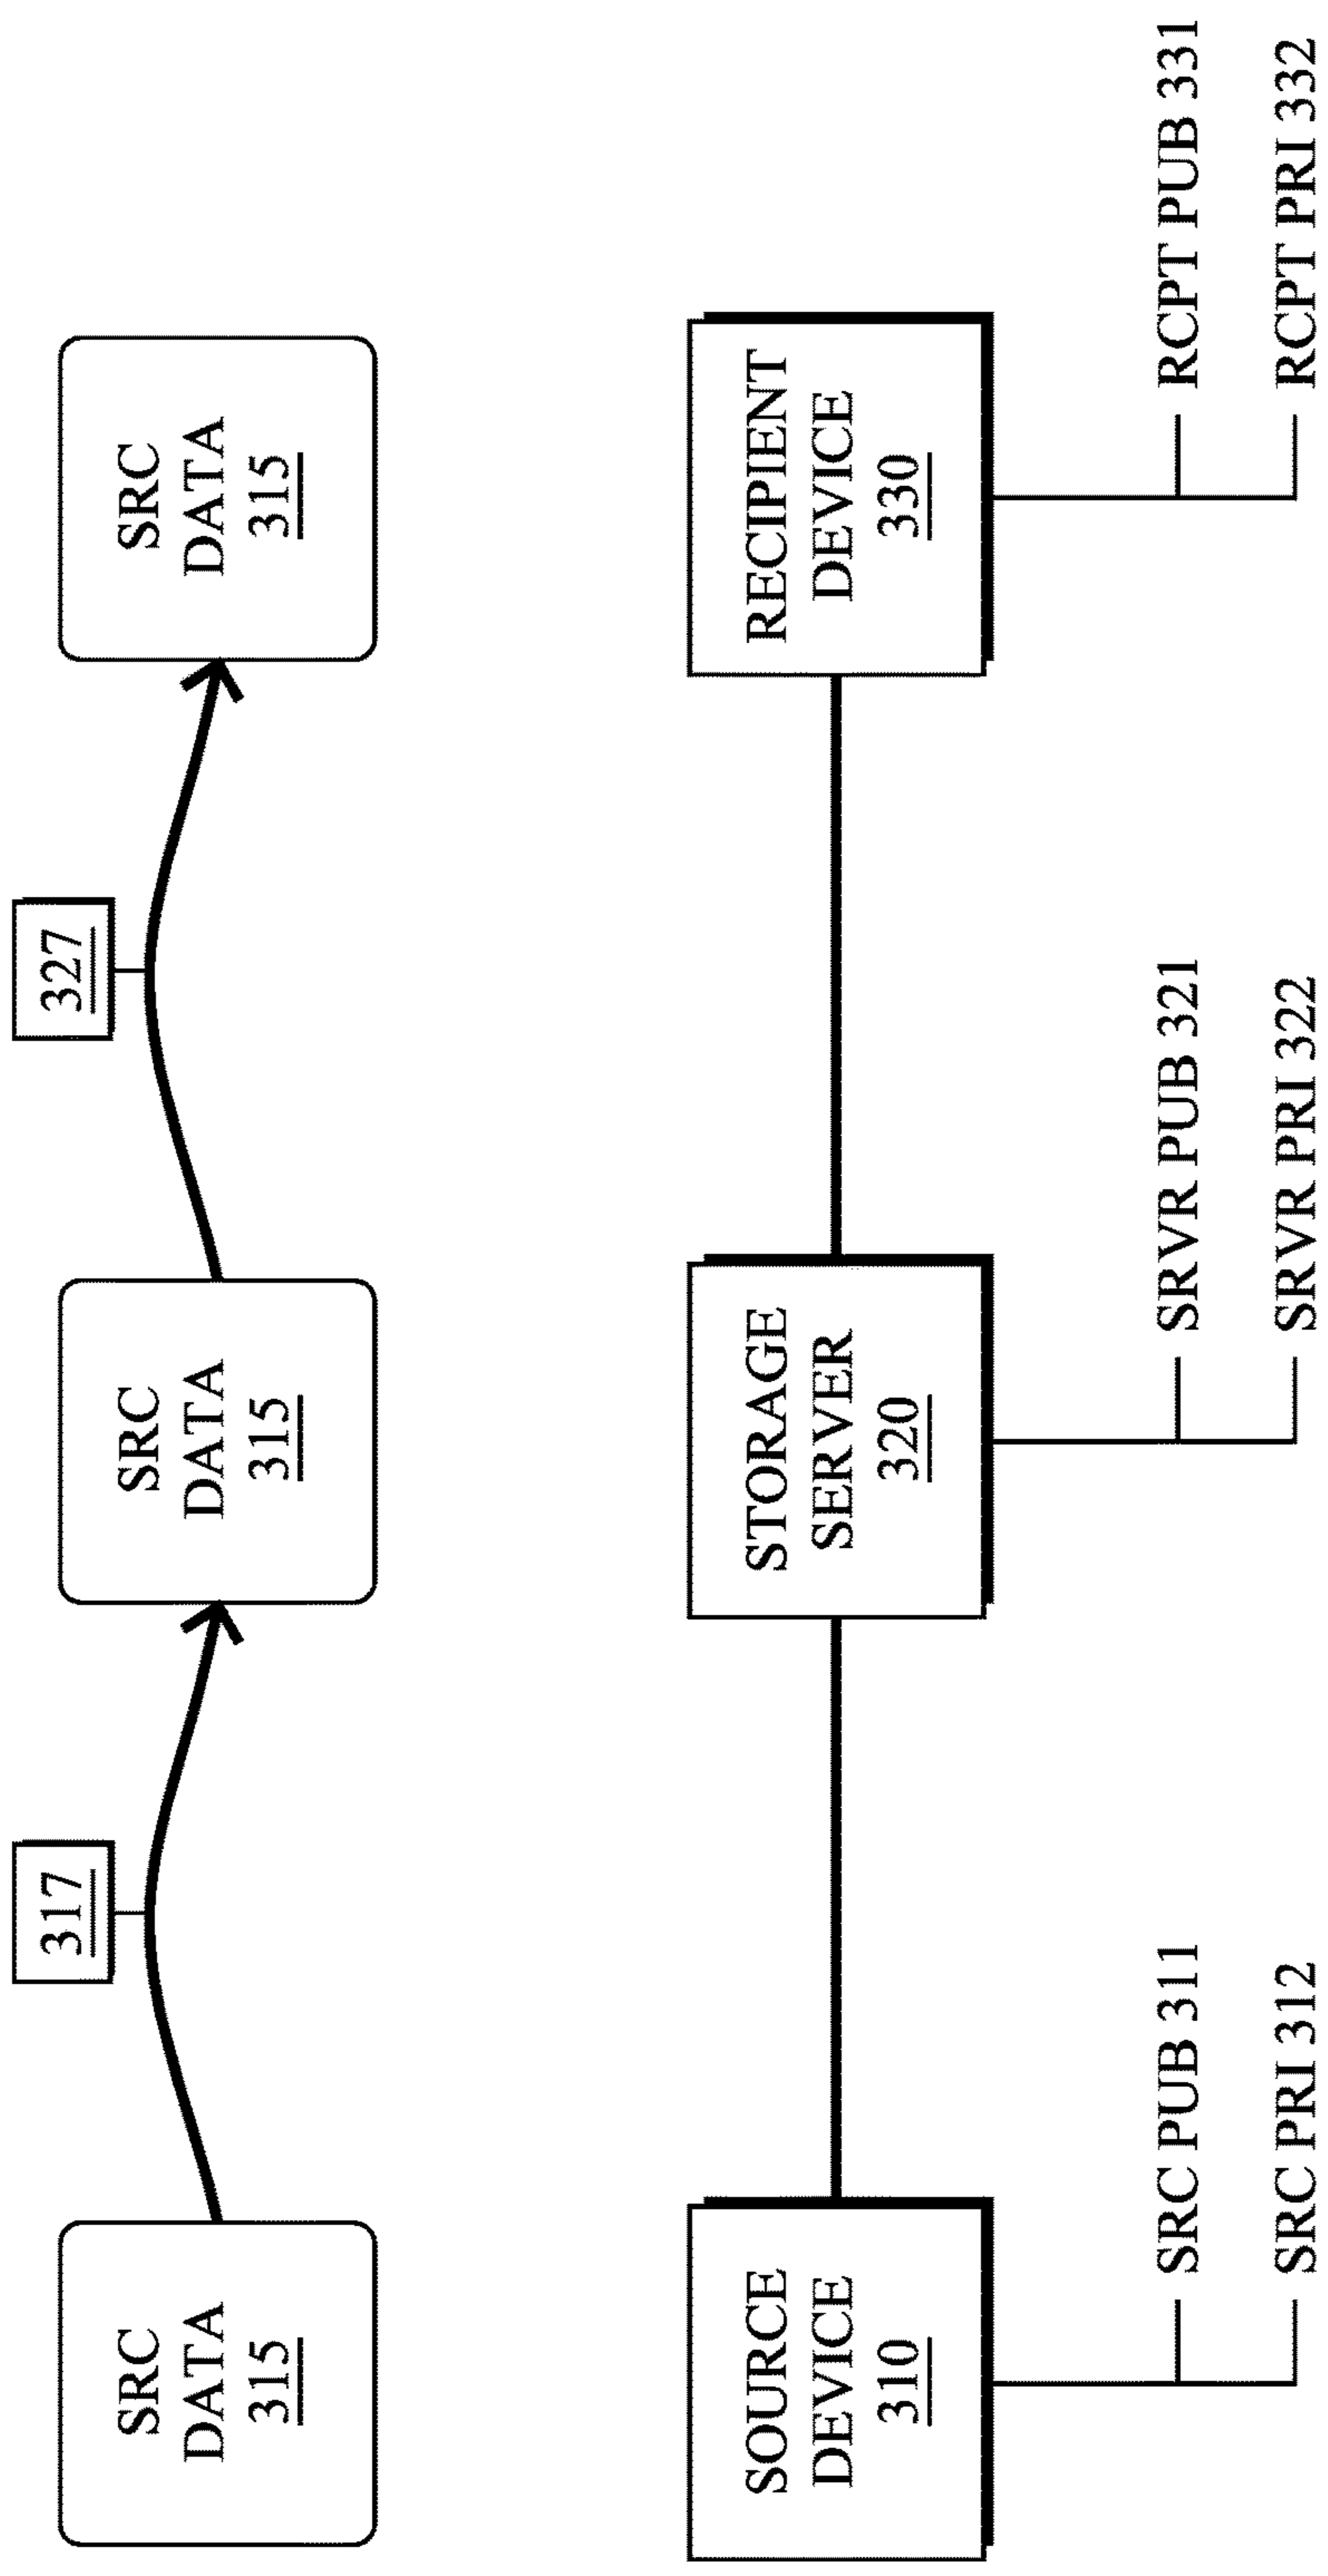 317
327
SRC
DATA
315
SRC
DATA
315
SRC
DATA
315
SOURCE
DEVICE
310
STORAGE
SERVER
320
RECIPIENT
DEVICE
330
SRC PUB 311
SRC PRI 312
SRVR PUB 321
SRVR PRI 322
RCPT PUB 331
RCPT PRI 332